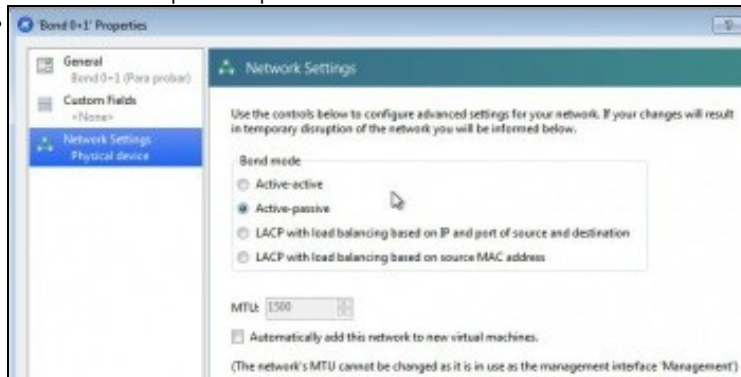 'Bond 0+1' Properties
General
Bond 0+1 (Para probar)
Custom Fields
<None>
Network Settings
Physical device
Network Settings
Use the controls below to configure advanced settings for your network. If your changes will result
in temporary disruption of the network you will be informed below.
Bond mode
Active-active
Active-passive
LACP with load balancing based on IP and port of source and destination
LACP with load balancing based on source MAC address
MTU: 1500
Automatically add this network to new virtual machines.
(The network's MTU cannot be changed as it is in use as the management interface 'Management')